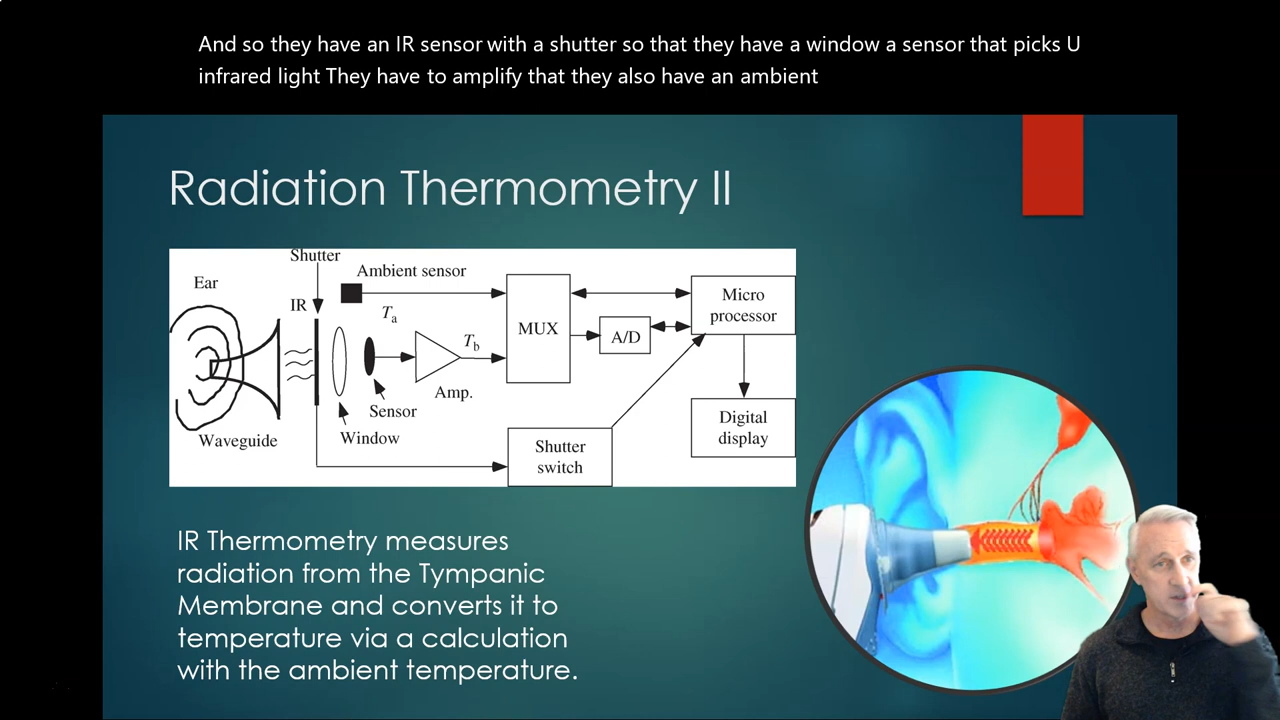 And so they have an IR sensor with a shutter so that they have a window a sensor that picks U
infrared light They have to amplify that they also have an ambient
Radiation Thermometry II
Shutter
Ambient sensor
Ear
IR
Ta
Tb
MUX
A/D
Micro
processor
Amp.
Sensor
Window
Waveguide
Shutter
switch
Digital
display
IR Thermometry measures
radiation from the Tympanic
Membrane and converts it to
temperature via a calculation
with the ambient temperature.